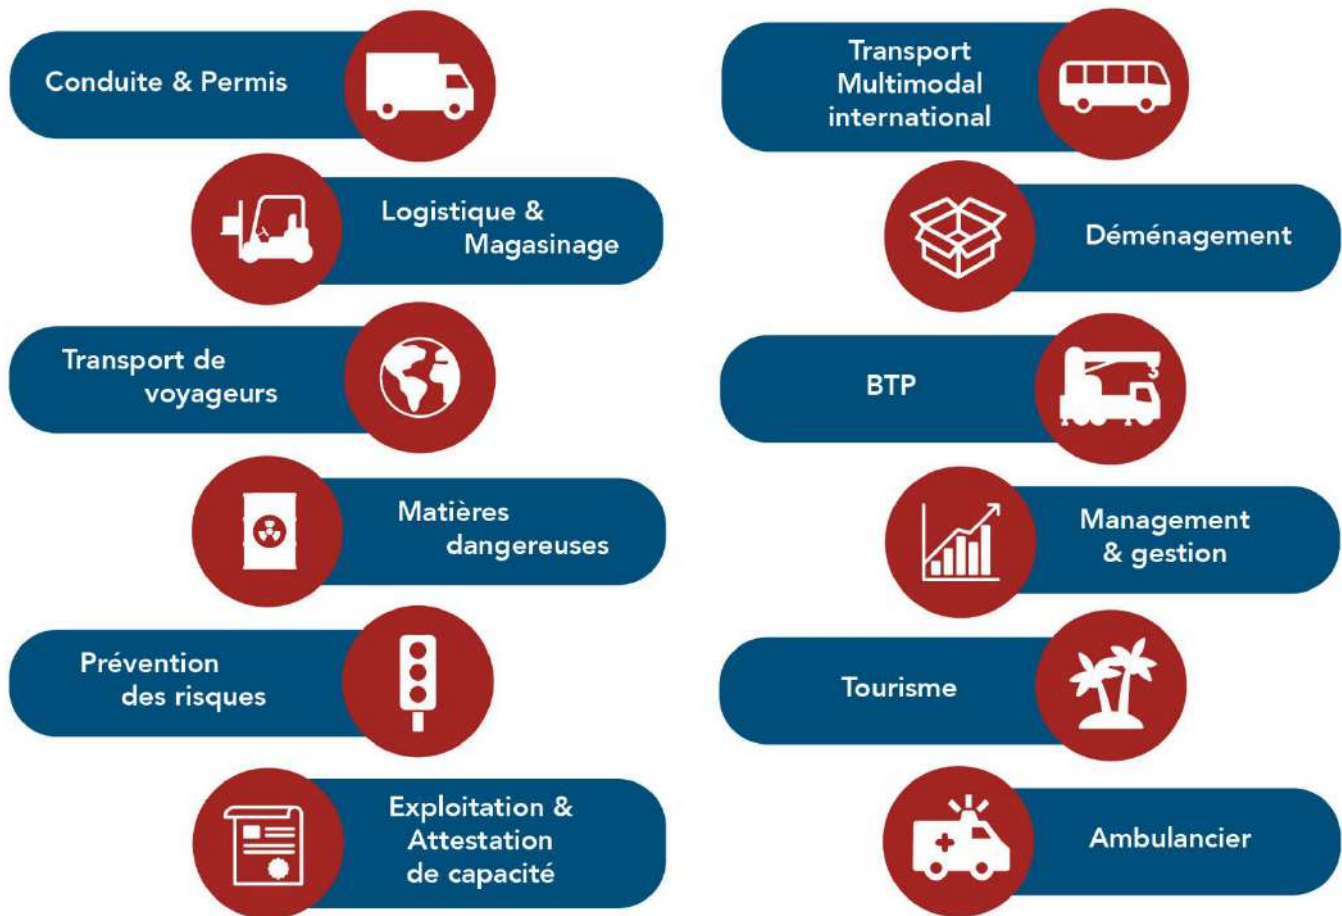 Conduite & Permis
Logistique &
Magasinage
Transport de
voyageurs
Matières
dangereuses
Prévention
des risques
Exploitation &
Attestation
de capacité
Transport
Multimodal
international
Déménagement
BTP
Management
& gestion
Tourisme
Ambulancier